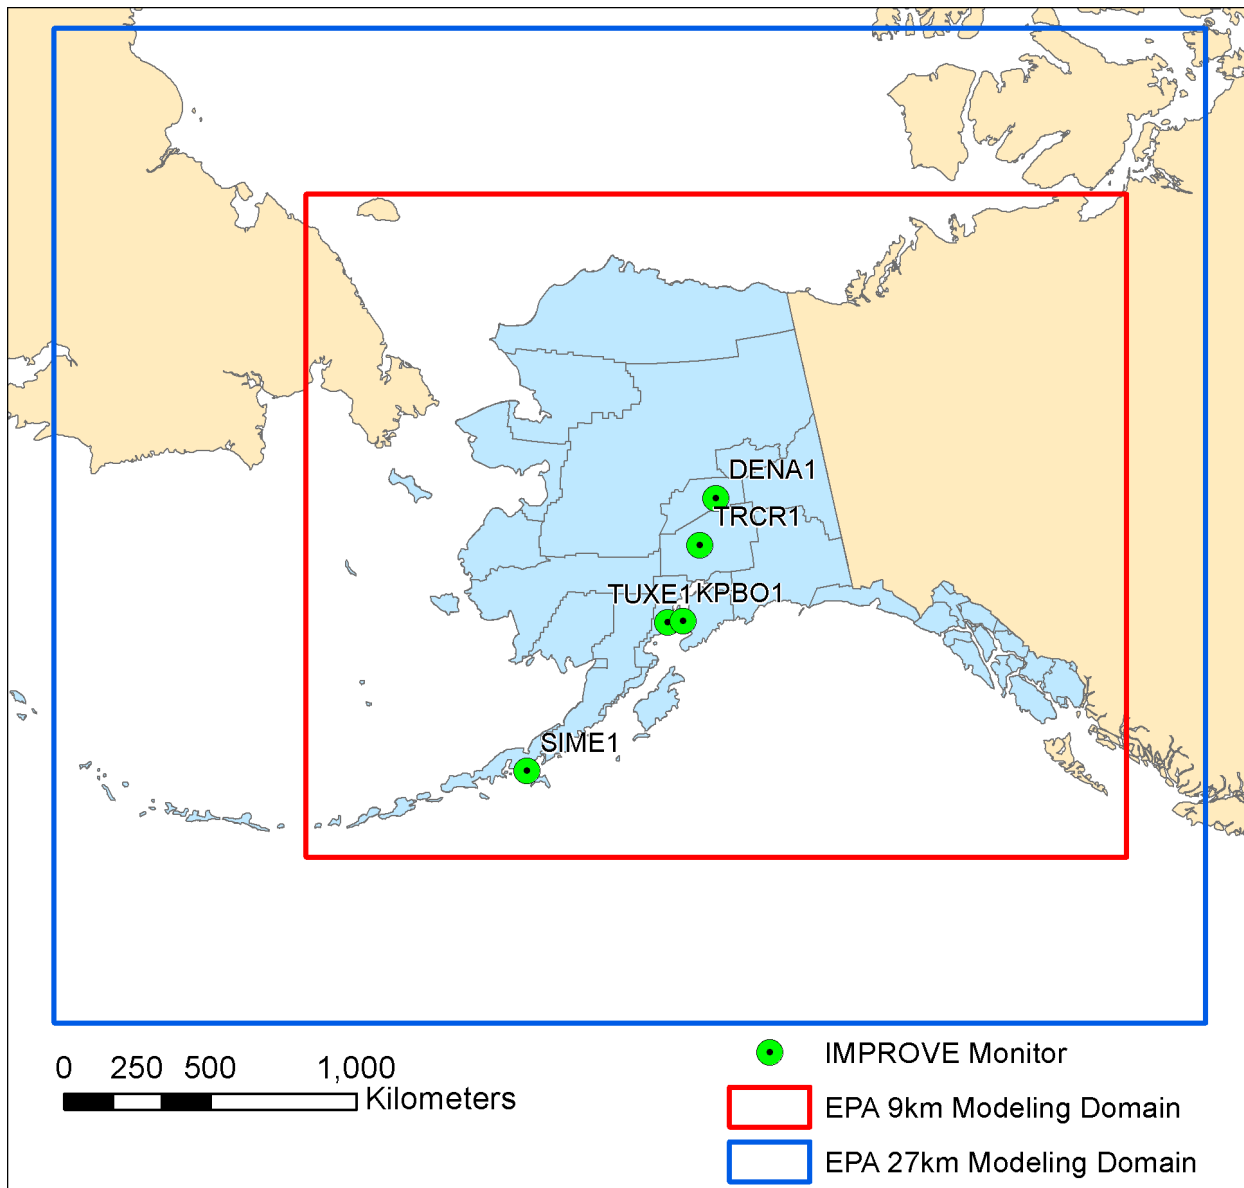 DENA1
TRCR1
TUXE1 KPBO1
SIME1
0 250 500 1,000
Kilometers
IMPROVE Monitor
EPA 9km Modeling Domain
EPA 27km Modeling Domain